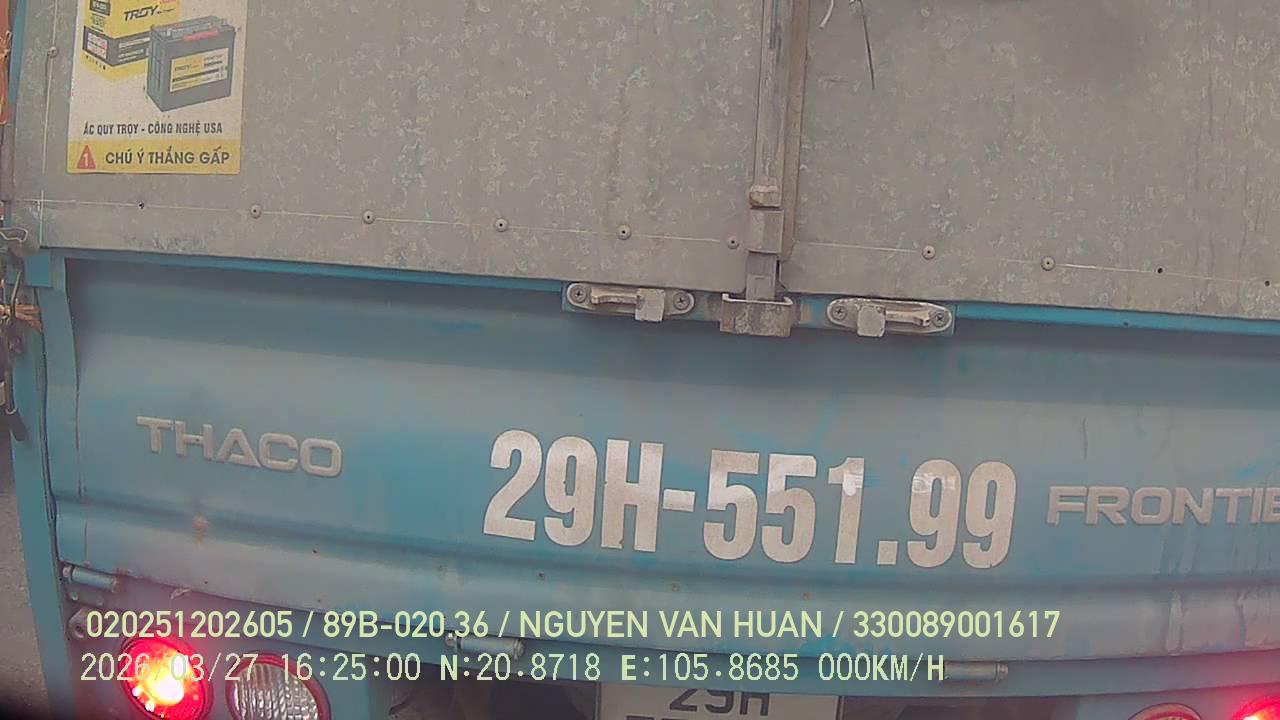 TROY
ẮC QUY TROY - CÔNG NGHỆ USA
CHÚ Ý THẮNG GẤP
THACO
29H-551.99
FRONTIE
020251202605 / 89B-020.36 / NGUYEN VAN HUAN / 330089001617
2026/03/27 16:25:00 N:20.8718 E:105.8685 000KM/H
29H